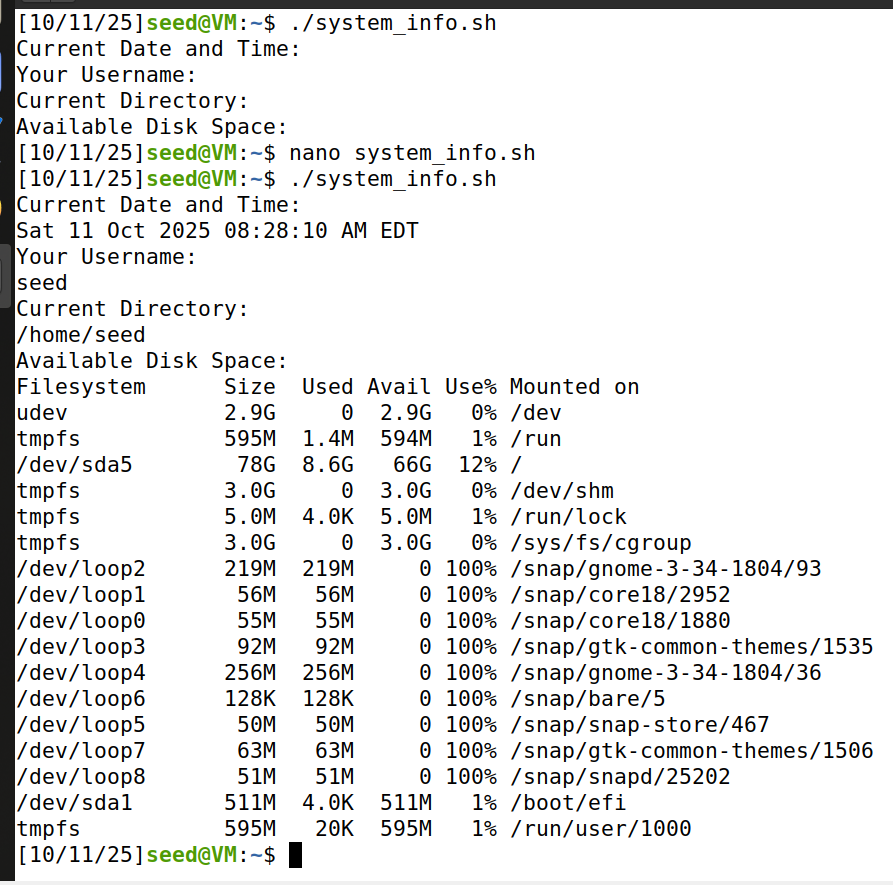 [10/11/25]seed@VM:~$ ./system_info.sh
Current Date and Time:
Your Username:
Current Directory:
Available Disk Space:
[10/11/25]seed@VM:~$ nano system_info.sh
[10/11/25]seed@VM:~$ ./system_info.sh
Current Date and Time:
Sat 11 Oct 2025 08:28:10 AM EDT
Your Username:
seed
Current Directory:
/home/seed
Available Disk Space:
Filesystem      Size  Used Avail Use% Mounted on
udev            2.9G     0  2.9G   0% /dev
tmpfs           595M  1.4M  594M   1% /run
/dev/sda5        78G  8.6G   66G  12% /
tmpfs           3.0G     0  3.0G   0% /dev/shm
tmpfs           5.0M  4.0K  5.0M   1% /run/lock
tmpfs           3.0G     0  3.0G   0% /sys/fs/cgroup
/dev/loop2      219M  219M     0 100% /snap/gnome-3-34-1804/93
/dev/loop1       56M   56M     0 100% /snap/core18/2952
/dev/loop0       55M   55M     0 100% /snap/core18/1880
/dev/loop3       92M   92M     0 100% /snap/gtk-common-themes/1535
/dev/loop4      256M  256M     0 100% /snap/gnome-3-34-1804/36
/dev/loop6      128K  128K     0 100% /snap/bare/5
/dev/loop5       50M   50M     0 100% /snap/snap-store/467
/dev/loop7       63M   63M     0 100% /snap/gtk-common-themes/1506
/dev/loop8       51M   51M     0 100% /snap/snapd/25202
/dev/sda1       511M  4.0K  511M   1% /boot/efi
tmpfs           595M   20K  595M   1% /run/user/1000
[10/11/25]seed@VM:~$